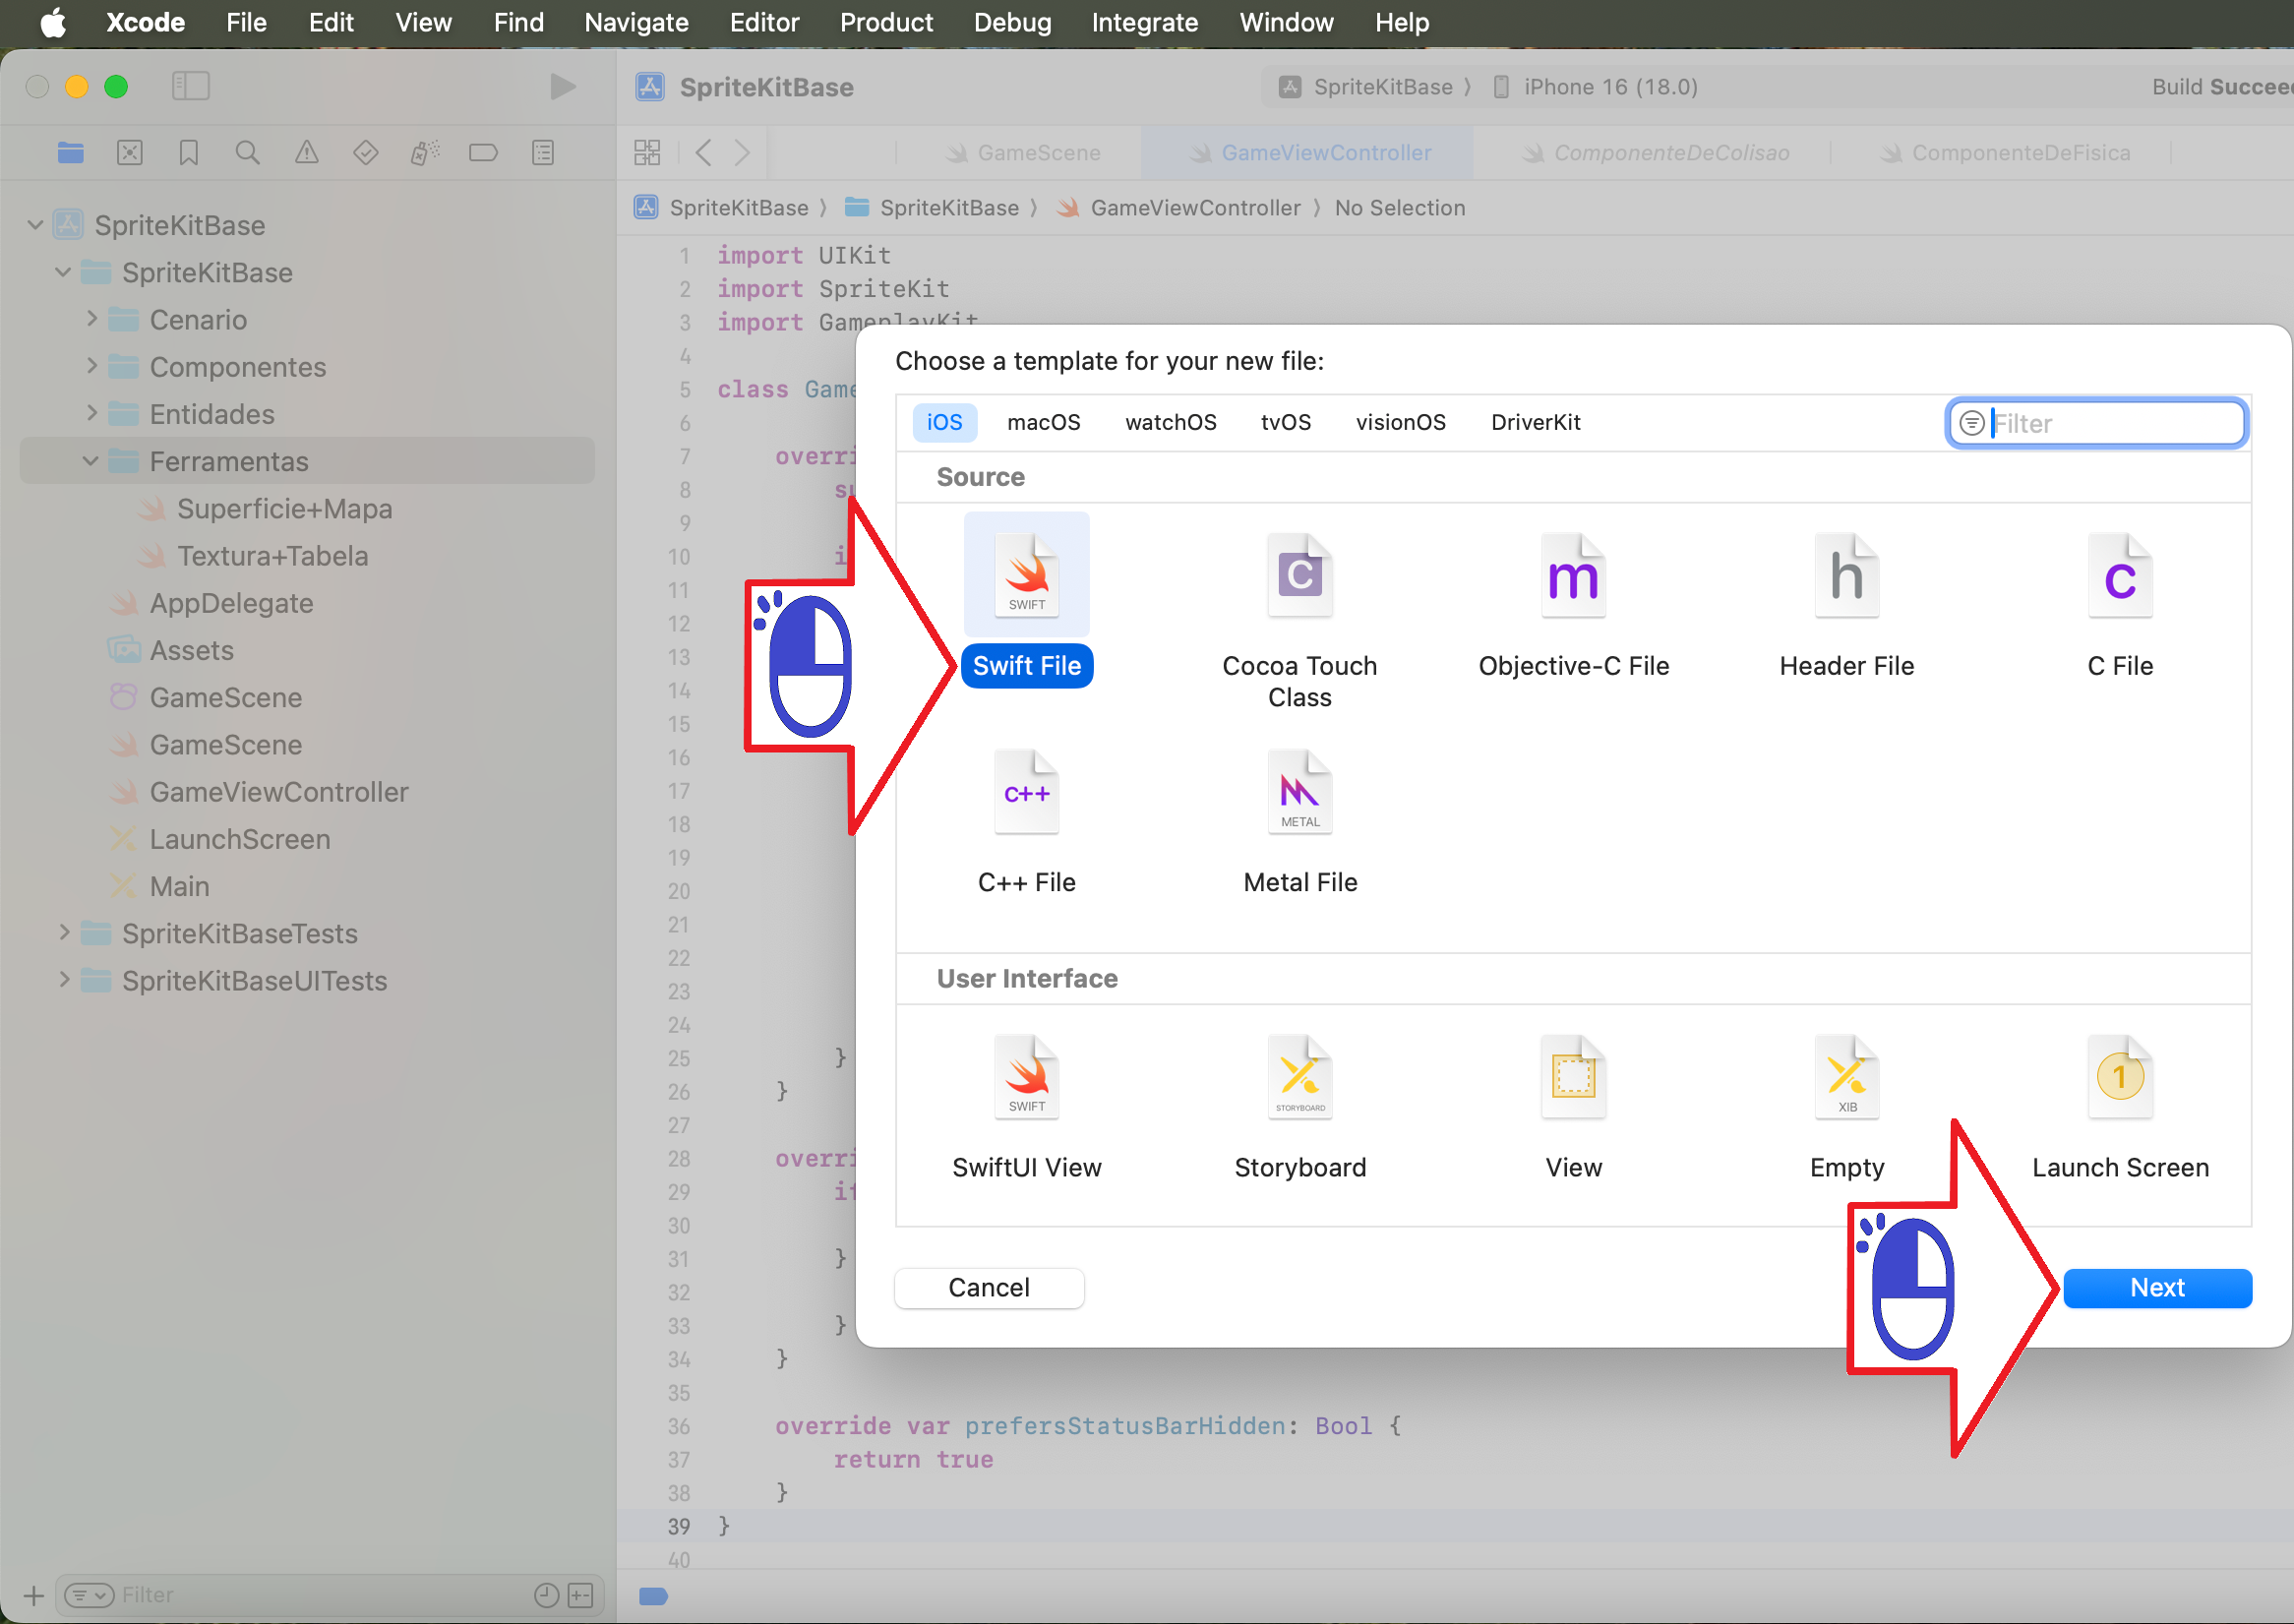 Xcode File Edit View Find Navigate Editor Product Debug Integrate Window Help
SpriteKitBase
SpriteKitBase 〉 iPhone 16 (18.0)
Build
GameScene
GameViewController
ComponenteDeColisao
ComponenteDeFisica
SpriteKitBase 〉 SpriteKitBase 〉 GameViewController 〉 No Selection
SpriteKitBase
SpriteKitBase
Cenario
Componentes
Entidades
Ferramentas
Superficie+Mapa
Textura+Tabela
AppDelegate
Assets
GameScene
GameScene
GameViewController
LaunchScreen
Main
SpriteKitBaseTests
SpriteKitBaseUITests
Filter
1 import UIKit
2 import SpriteKit
3 import GameplayKit
4
5 class
6
7
8
9
10
11
12
13
14
15
16
17
18
19
20
21
22
23
24
25 }
26 }
27
28
29 if
30
31 }
32
33 }
34 }
35
36 override var prefersStatusBarHidden: Bool {
37 return true
38 }
39 }
40
Choose a template for your new file:
iOS macOS watchOS tvOS visionOS DriverKit
Filter
Source
SWIFT
Swift File
C
Cocoa Touch
Class
m
Objective-C File
h
Header File
C
C File
C++
C++ File
METAL
Metal File
User Interface
SWIFT
SwiftUI View
STORYBOARD
Storyboard
View
XIB
Empty
1
Launch Screen
Cancel
Next